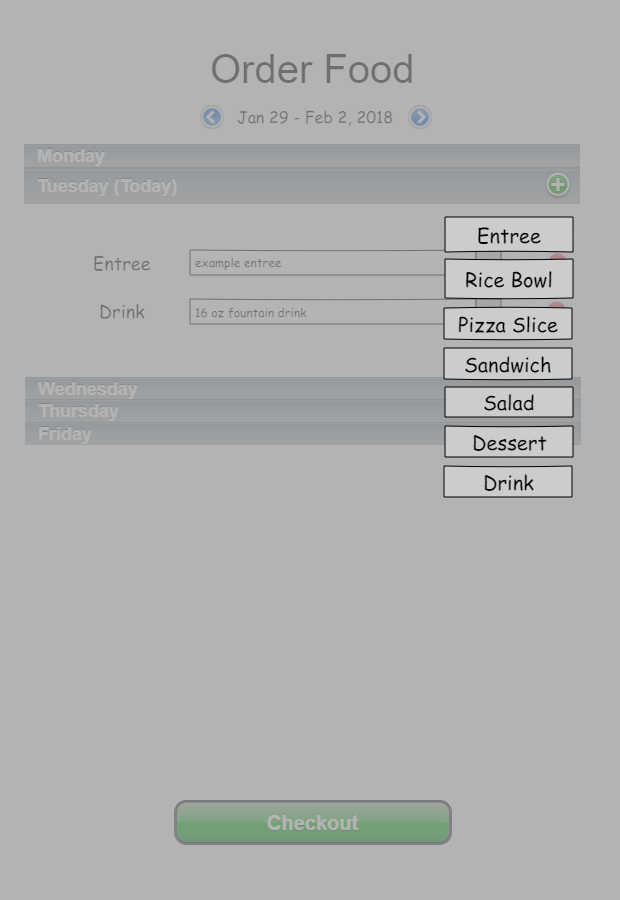 Order Food
Jan 29 - Feb 2, 2018
Monday
Tuesday (Today)
Entree
Entree
example entree
Rice Bowl
Drink
16 oz fountain drink
Pizza Slice
Sandwich
Wednesday
Salad
Thursday
Friday
Dessert
Drink
Checkout